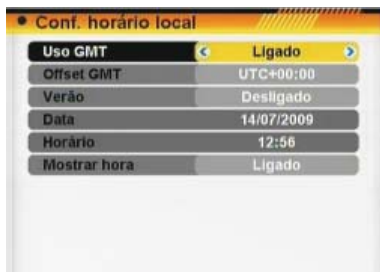 Conf. horário local
Uso GMT Ligado
Offset GMT UTC+00:00
Verão Desligado
Data 14/07/2009
Horário 12:56
Mostrar hora Ligado